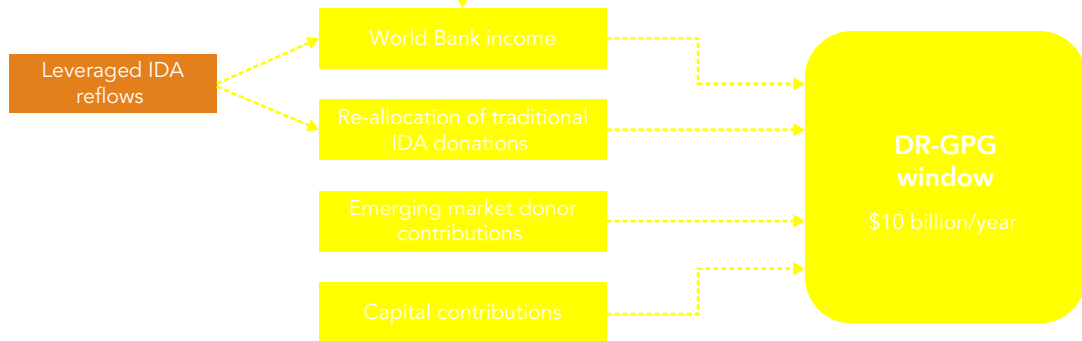 World Bank income
Leveraged IDA
reflows
Re-allocation of traditional
IDA donations
DR-GPG
window
$10 billion/year
Emerging market donor
contributions
Capital contributions